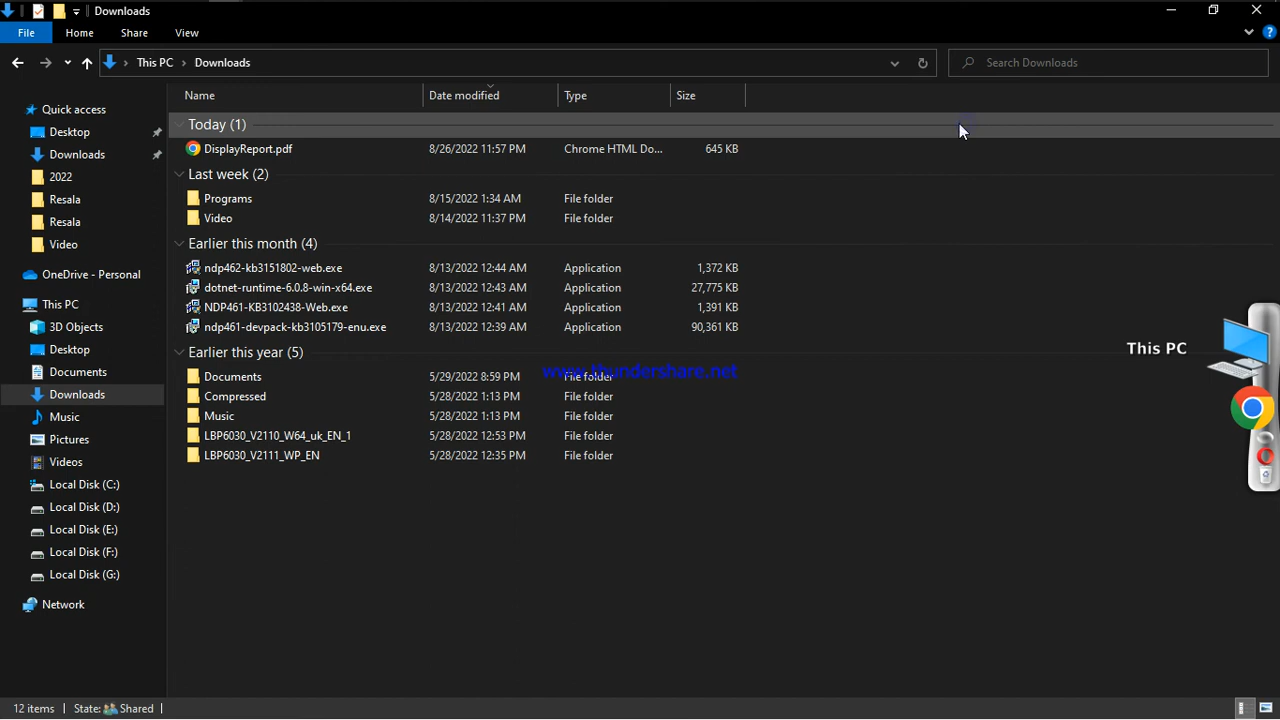 Downloads
File Home Share View
This PC Downloads
Search Downloads
Name Date modified Type Size
Quick access
Desktop
Downloads
2022
Resala
Resala
Video
OneDrive - Personal
This PC
3D Objects
Desktop
Documents
Downloads
Music
Pictures
Videos
Local Disk (C:)
Local Disk (D:)
Local Disk (E:)
Local Disk (F:)
Local Disk (G:)
Network
Today (1)
DisplayReport.pdf 8/26/2022 11:57 PM Chrome HTML Do... 645 KB
Last week (2)
Programs 8/15/2022 1:34 AM File folder
Video 8/14/2022 11:37 PM File folder
Earlier this month (4)
ndp462-kb3151802-web.exe 8/13/2022 12:44 AM Application 1,372 KB
dotnet-runtime-6.0.8-win-x64.exe 8/13/2022 12:43 AM Application 27,775 KB
NDP461-KB3102438-Web.exe 8/13/2022 12:41 AM Application 1,391 KB
ndp461-devpack-kb3105179-enu.exe 8/13/2022 12:39 AM Application 90,361 KB
Earlier this year (5)
Documents 5/29/2022 8:59 PM File folder
www.thundershare.net
Compressed 5/28/2022 1:13 PM File folder
Music 5/28/2022 1:13 PM File folder
LBP6030_V2110_W64_uk_EN_1 5/28/2022 12:53 PM File folder
LBP6030_V2111_WP_EN 5/28/2022 12:35 PM File folder
This PC
12 items State: Shared